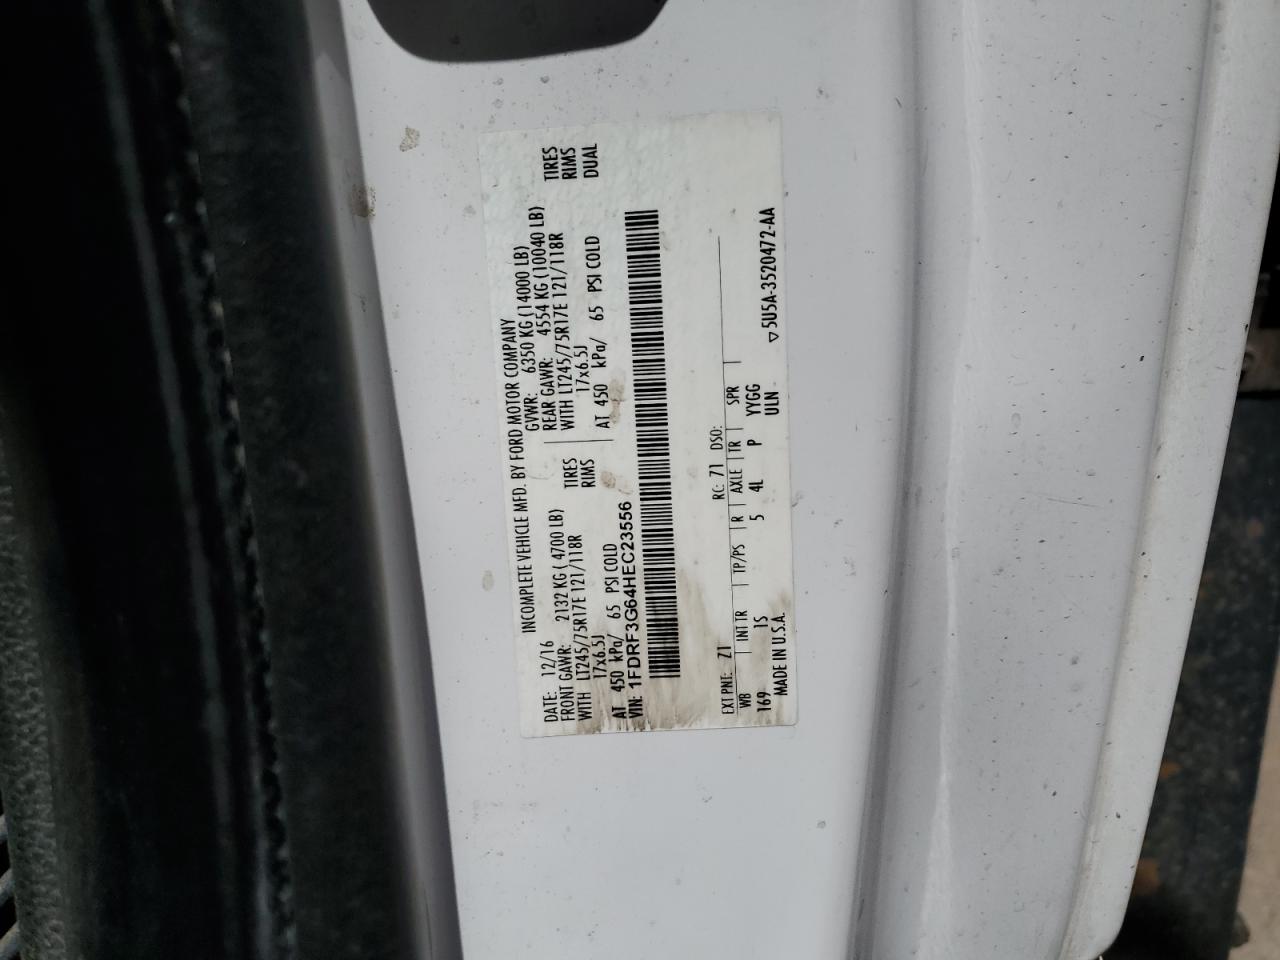 INCOMPLETE VEHICLE MFD. BY FORD MOTOR COMPANY
DATE: 12/16 GVWR: 6350 KG (14000 LB)
FRONT GAWR: 2132 KG ( 4700 LB) REAR GAWR: 4554 KG (10040 LB)
WITH LT245/75R17E 121/118R TIRES WITH LT245/75R17E 121/118R TIRES
17x6.5J RIMS 17x6.5J RIMS
AT 450 kPa/ 65 PSI COLD AT 450 kPa/ 65 PSI COLD DUAL
VIN: 1FDRF3G64HEC23556
EXT PNT: Z1 RC: 71 DSO:
WB INT TR TP/PS R AXLE TR SPR
169 IS 5 4L P YYGG
MADE IN U.S.A. ULN ▽5U5A-3520472-AA